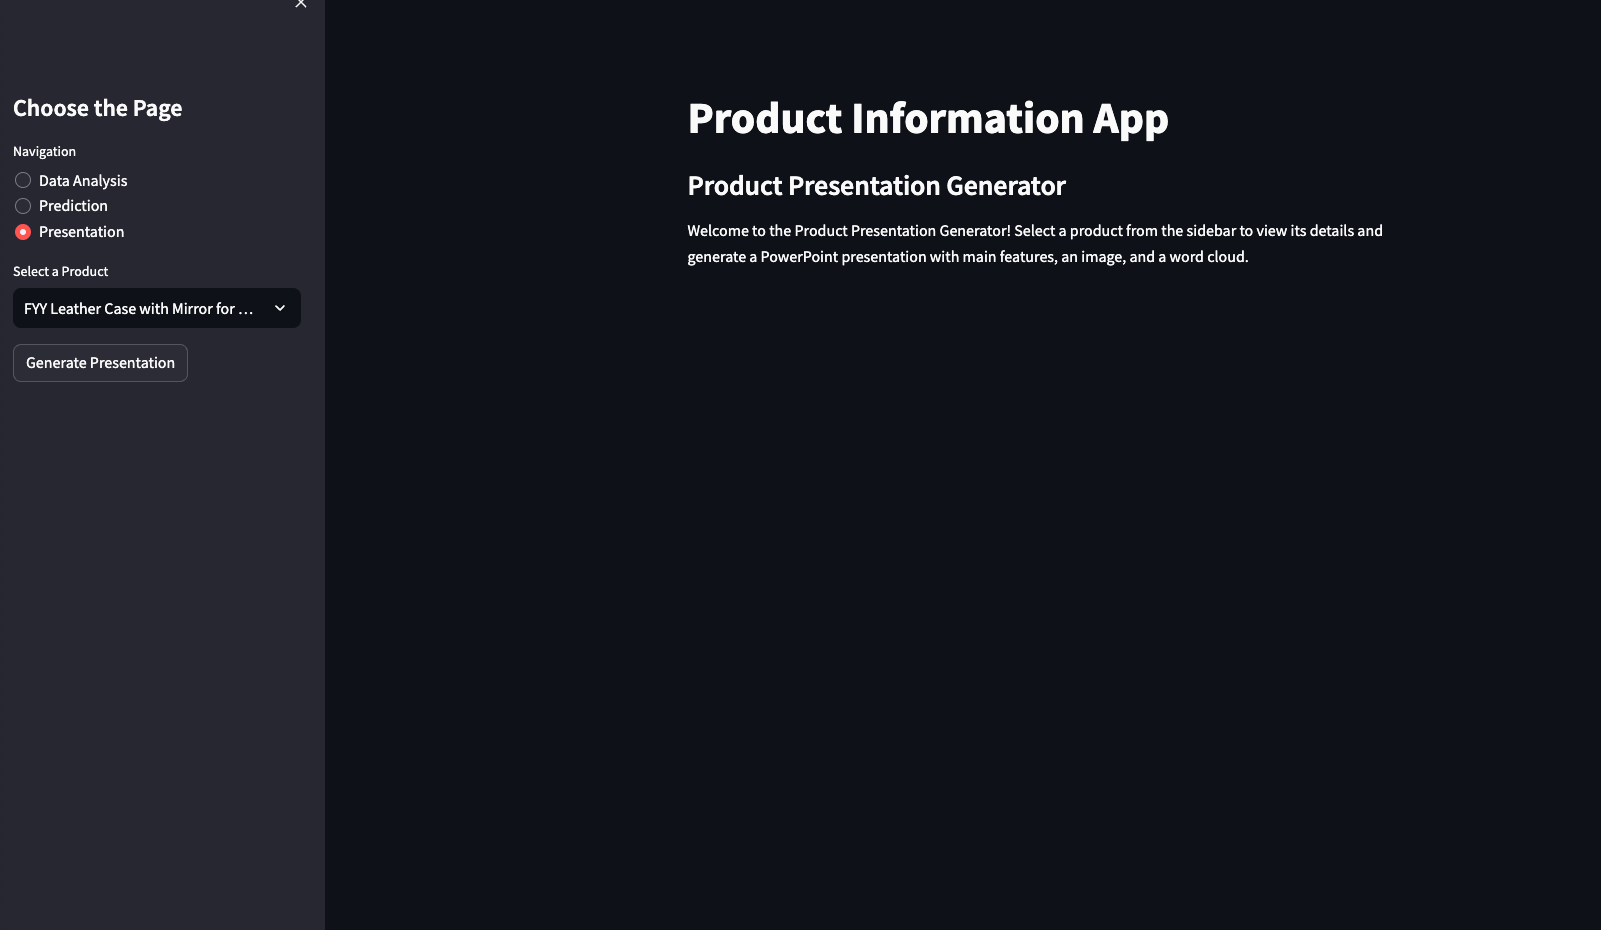 Choose the Page
Navigation
Data Analysis
Prediction
Presentation
Select a Product
FYY Leather Case with Mirror for ...
Generate Presentation
Product Information App
Product Presentation Generator
Welcome to the Product Presentation Generator! Select a product from the sidebar to view its details and
generate a PowerPoint presentation with main features, an image, and a word cloud.